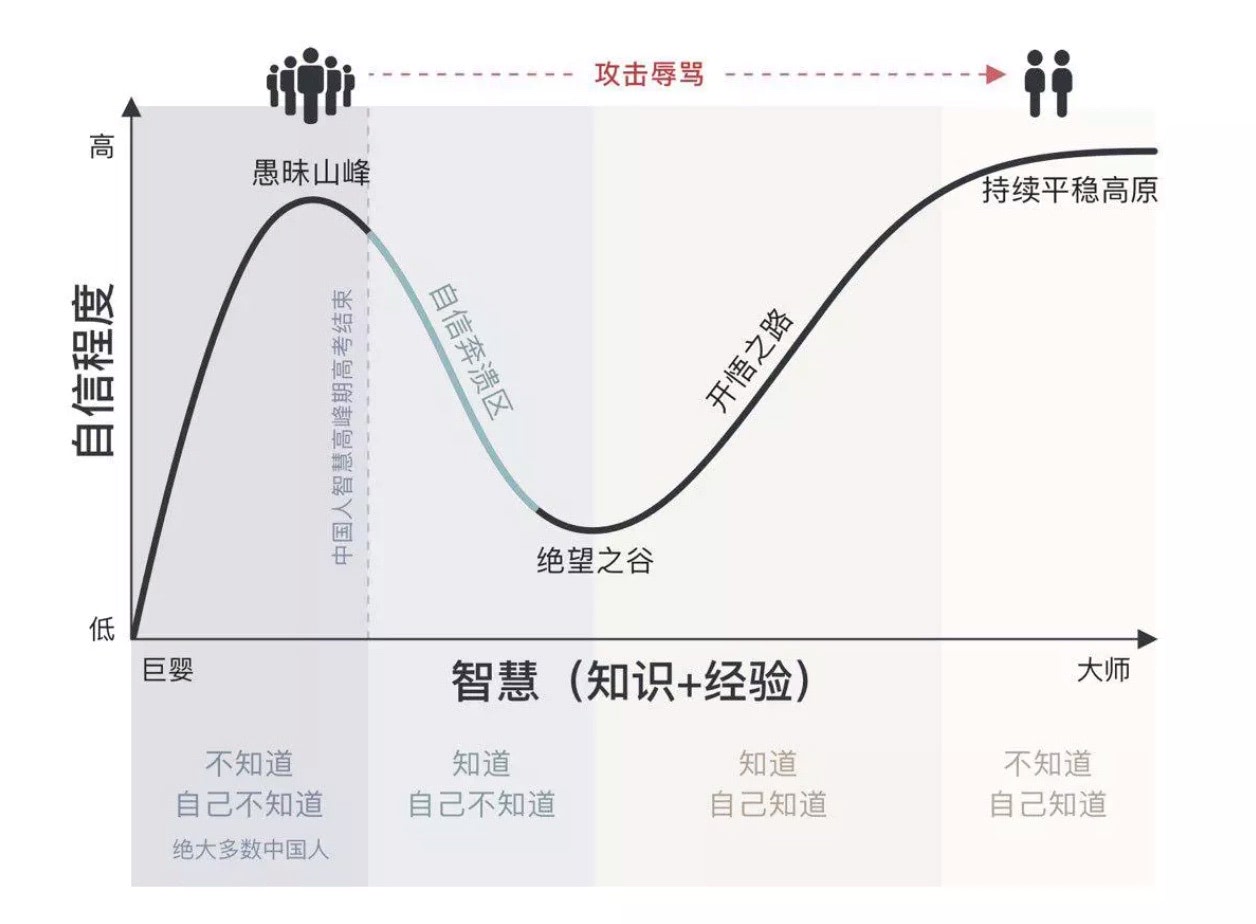 攻击辱骂
高
愚昧山峰
持续平稳高原
自信程度
中国人智慧高峰期高考结束
自信奔溃区
开悟之路
绝望之谷
低
巨婴
智慧（知识+经验）
大师
不知道
自己不知道
绝大多数中国人
知道
自己不知道
知道
自己知道
不知道
自己知道